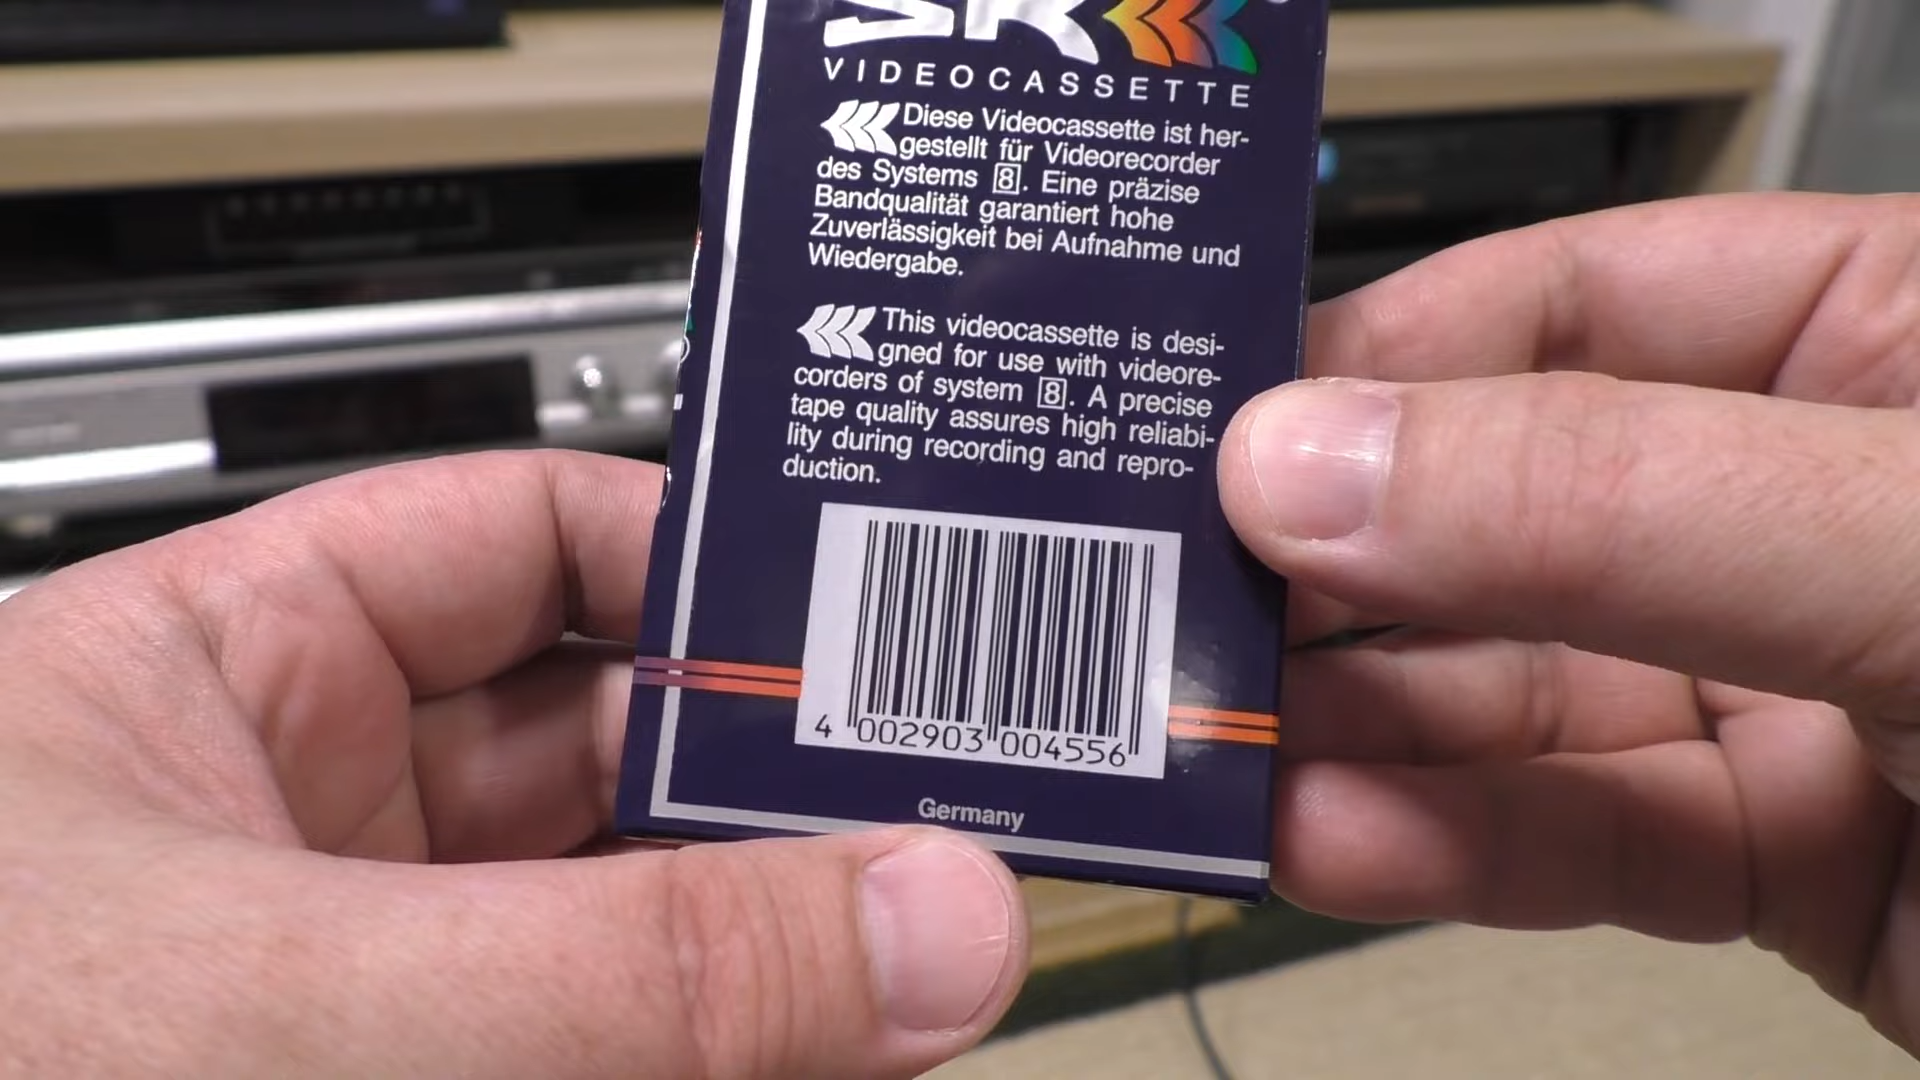 SK
VIDEOCASSETTE
Diese Videocassette ist her-
gestellt für Videorecorder
des Systems 8. Eine präzise
Bandqualität garantiert hohe
Zuverlässigkeit bei Aufnahme und
Wiedergabe.
This videocassette is desi-
gned for use with videore-
corders of system 8. A precise
tape quality assures high reliabi-
lity during recording and repro-
duction.
4 002903 004556
Germany